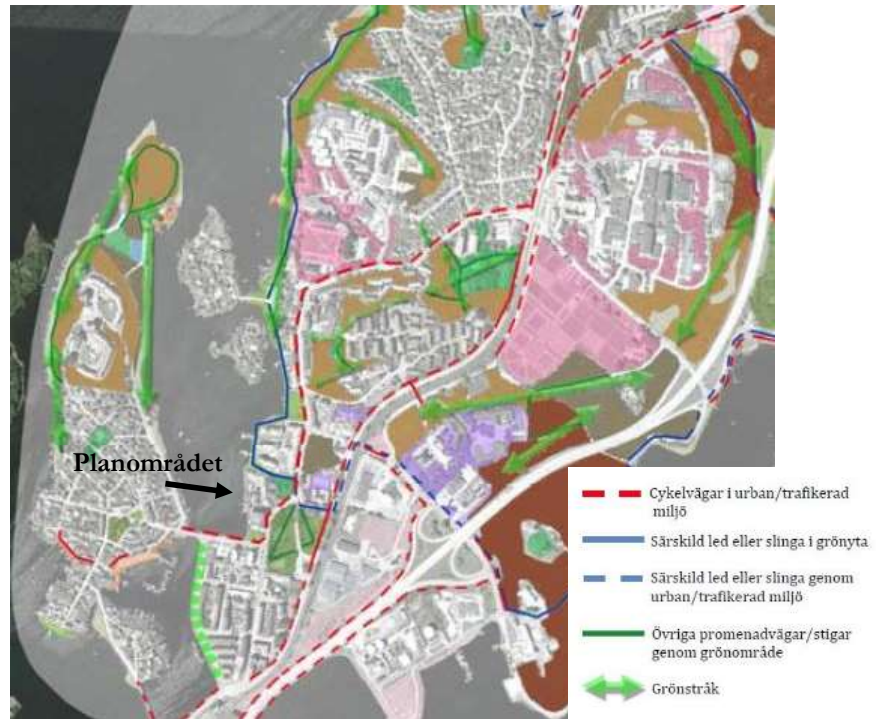 Planområdet
Cykelvägar i urban/trafikerad
miljö
Särskild led eller slinga i grönyta
Särskild led eller slinga genom
urban/trafikerad miljö
Övriga promenadvägar/stigar
genom grönområde
Grönstråk